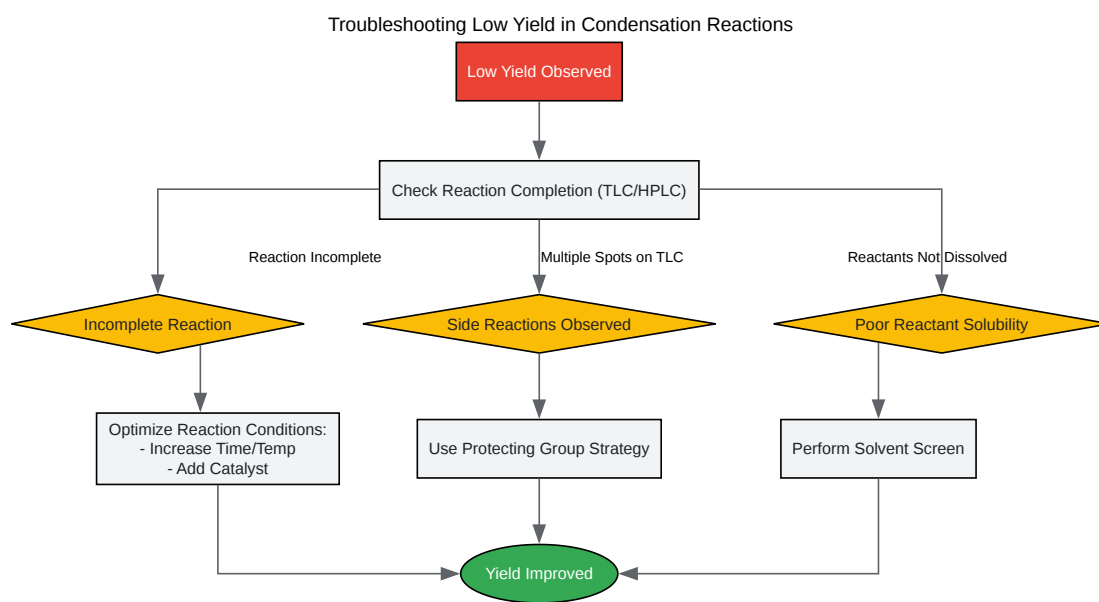 Troubleshooting Low Yield in Condensation Reactions
Low Yield Observed
Check Reaction Completion (TLC/HPLC)
Reaction Incomplete
Multiple Spots on TLC
Reactants Not Dissolved
Incomplete Reaction
Side Reactions Observed
Poor Reactant Solubility
Optimize Reaction Conditions:
- Increase Time/Temp
- Add Catalyst
Use Protecting Group Strategy
Perform Solvent Screen
Yield Improved